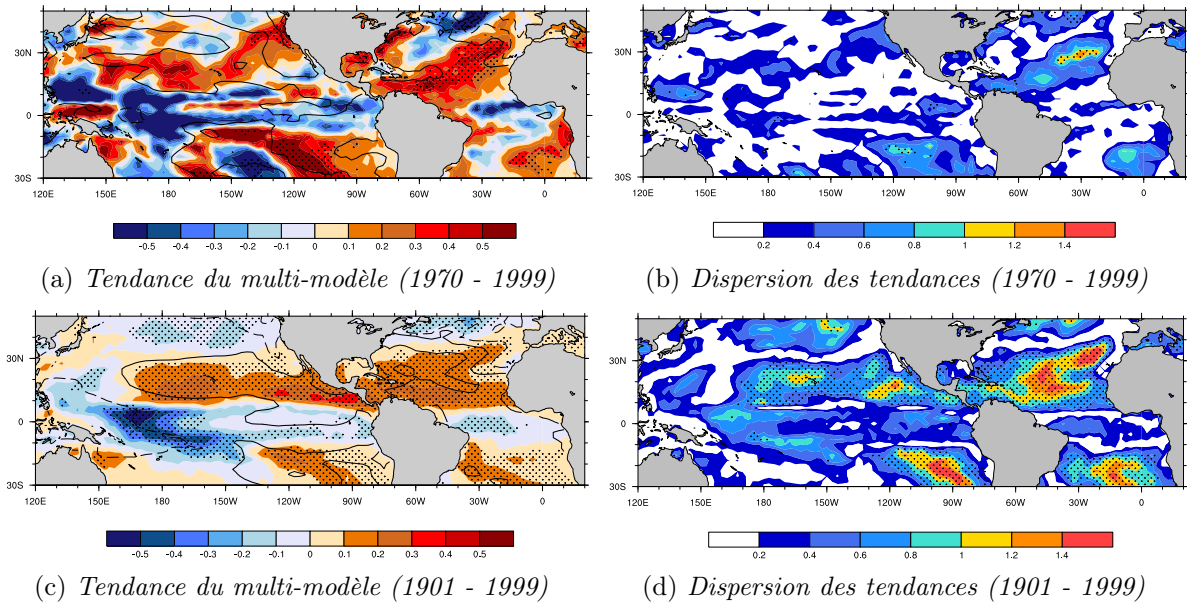 30N
0
30S
120E 150E 180 150W 120W 90W 60W 30W 0
-0.5 -0.4 -0.3 -0.2 -0.1 0 0.1 0.2 0.3 0.4 0.5
(a) Tendance du multi-modèle (1970 - 1999)
30N
0
30S
120E 150E 180 150W 120W 90W 60W 30W 0
0.2 0.4 0.6 0.8 1 1.2 1.4
(b) Dispersion des tendances (1970 - 1999)
30N
0
30S
120E 150E 180 150W 120W 90W 60W 30W 0
-0.5 -0.4 -0.3 -0.2 -0.1 0 0.1 0.2 0.3 0.4 0.5
(c) Tendance du multi-modèle (1901 - 1999)
30N
0
30S
120E 150E 180 150W 120W 90W 60W 30W 0
0.2 0.4 0.6 0.8 1 1.2 1.4
(d) Dispersion des tendances (1901 - 1999)